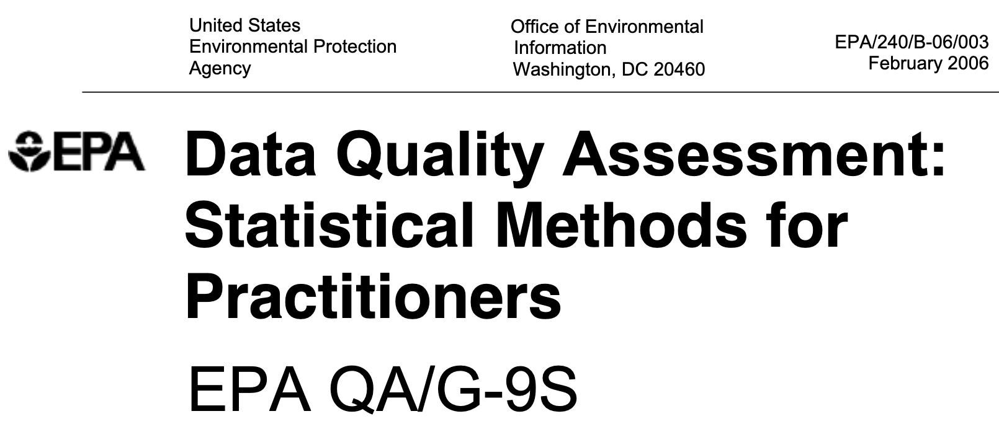 United States
Environmental Protection
Agency
Office of Environmental
Information
Washington, DC 20460
EPA/240/B-06/003
February 2006
EPA
Data Quality Assessment:
Statistical Methods for
Practitioners
EPA QA/G-9S